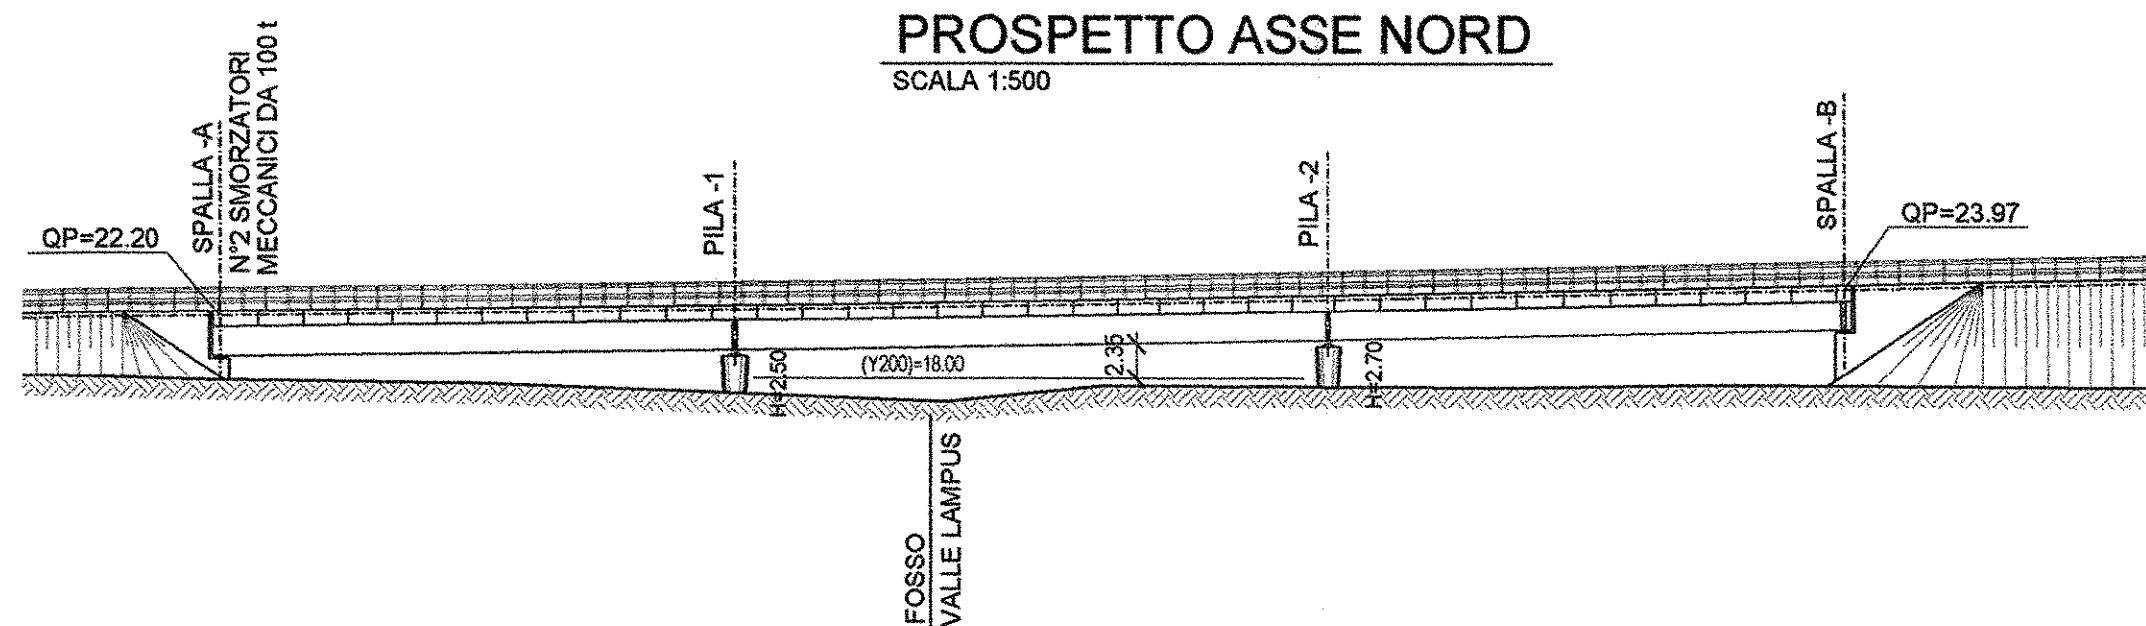 PROSPETTO ASSE NORD
SCALA 1:500
SPALLA -A
N°2 SMORZATORI
MECCANICI DA 100 t
PILA -1
PILA -2
SPALLA -B
QP=22.20
QP=23.97
H=2.50
(Y200)=18.00
2.35
H=2.70
FOSSO
VALLE LAMPUS